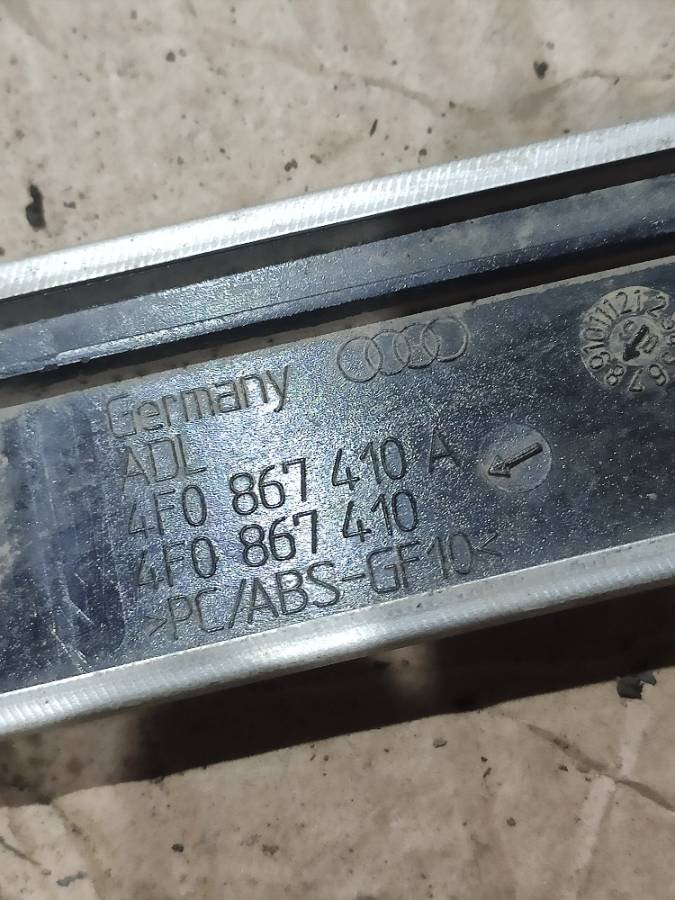 Germany
ADL
4F0 867 410 A
4F0 867 410
>PC/ABS-GF10<